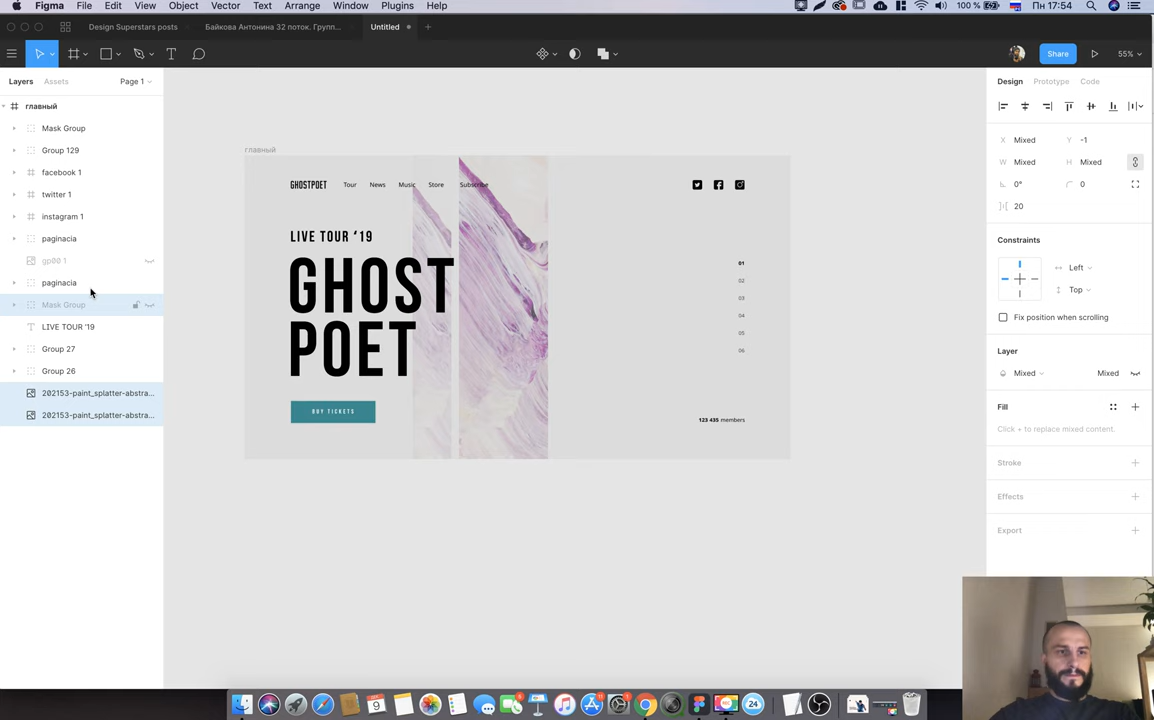 Figma File Edit View Object Vector Text Arrange Window Plugins Help 100 % Пн 17:54
Design Superstars posts Байкова Антонина 32 поток. Групп... Untitled
Share 55%
Layers Assets Page 1 Design Prototype Code
главный
Mask Group
Group 129
facebook 1
twitter 1
instagram 1
paginacia
gp00 1
paginacia
Mask Group
LIVE TOUR '19
Group 27
Group 26
202153-paint_splatter-abstra...
202153-paint_splatter-abstra...
главный
GHOSTPOET Tour News Music Store Subscribe
LIVE TOUR ‘19
GHOST
POET
BUY TICKETS
01
02
03
04
05
06
123 435 members
X Mixed Y -1
W Mixed H Mixed
0° 0
20
Constraints
Left
Top
Fix position when scrolling
Layer
Mixed Mixed
Fill
Click + to replace mixed content.
Stroke
Effects
Export
9
24